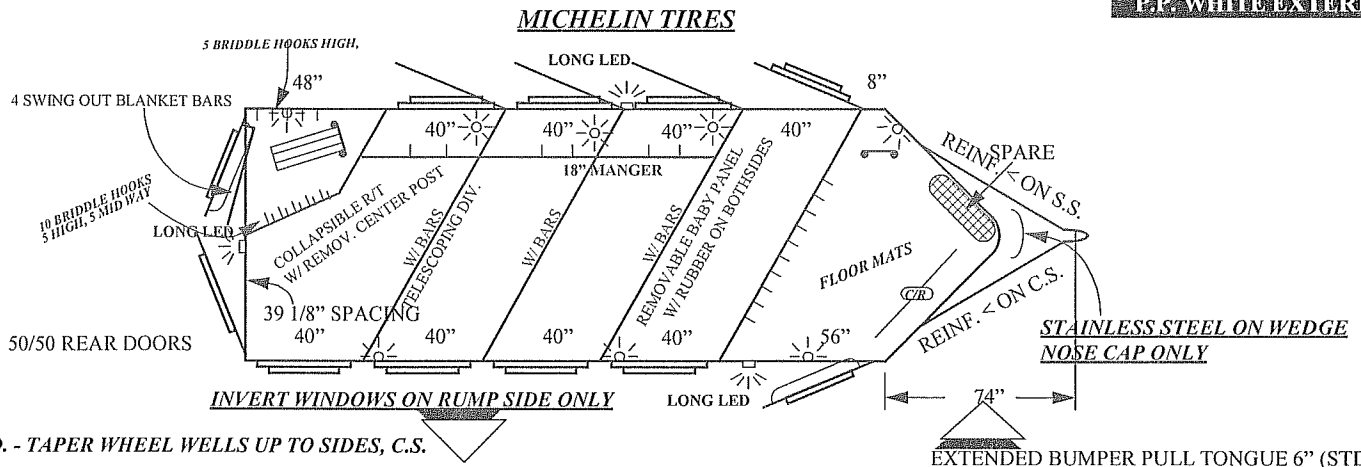 MICHELIN TIRES
P.P. WHITE EXTER
5 BRIDDLE HOOKS HIGH,
LONG LED
48”
8”
4 SWING OUT BLANKET BARS
40”
40”
40”
40”
REINF. < ON S.S.
SPARE
18” MANGER
10 BRIDDLE HOOKS
5 HIGH, 5 MID WAY
LONG LED
COLLAPSIBLE R/T
W/ REMOV. CENTER POST
W/ BARS
TELESCOPING DIV.
W/ BARS
W/ BARS
REMOVABLE BABY PANEL
W/ RUBBER ON BOTHSIDES
FLOOR MATS
C/R
39 1/8” SPACING
REINF. < ON C.S.
STAINLESS STEEL ON WEDGE
NOSE CAP ONLY
50/50 REAR DOORS
40”
40”
40”
40”
56”
INVERT WINDOWS ON RUMP SIDE ONLY
LONG LED
74”
. - TAPER WHEEL WELLS UP TO SIDES, C.S.
EXTENDED BUMPER PULL TONGUE 6” (STD